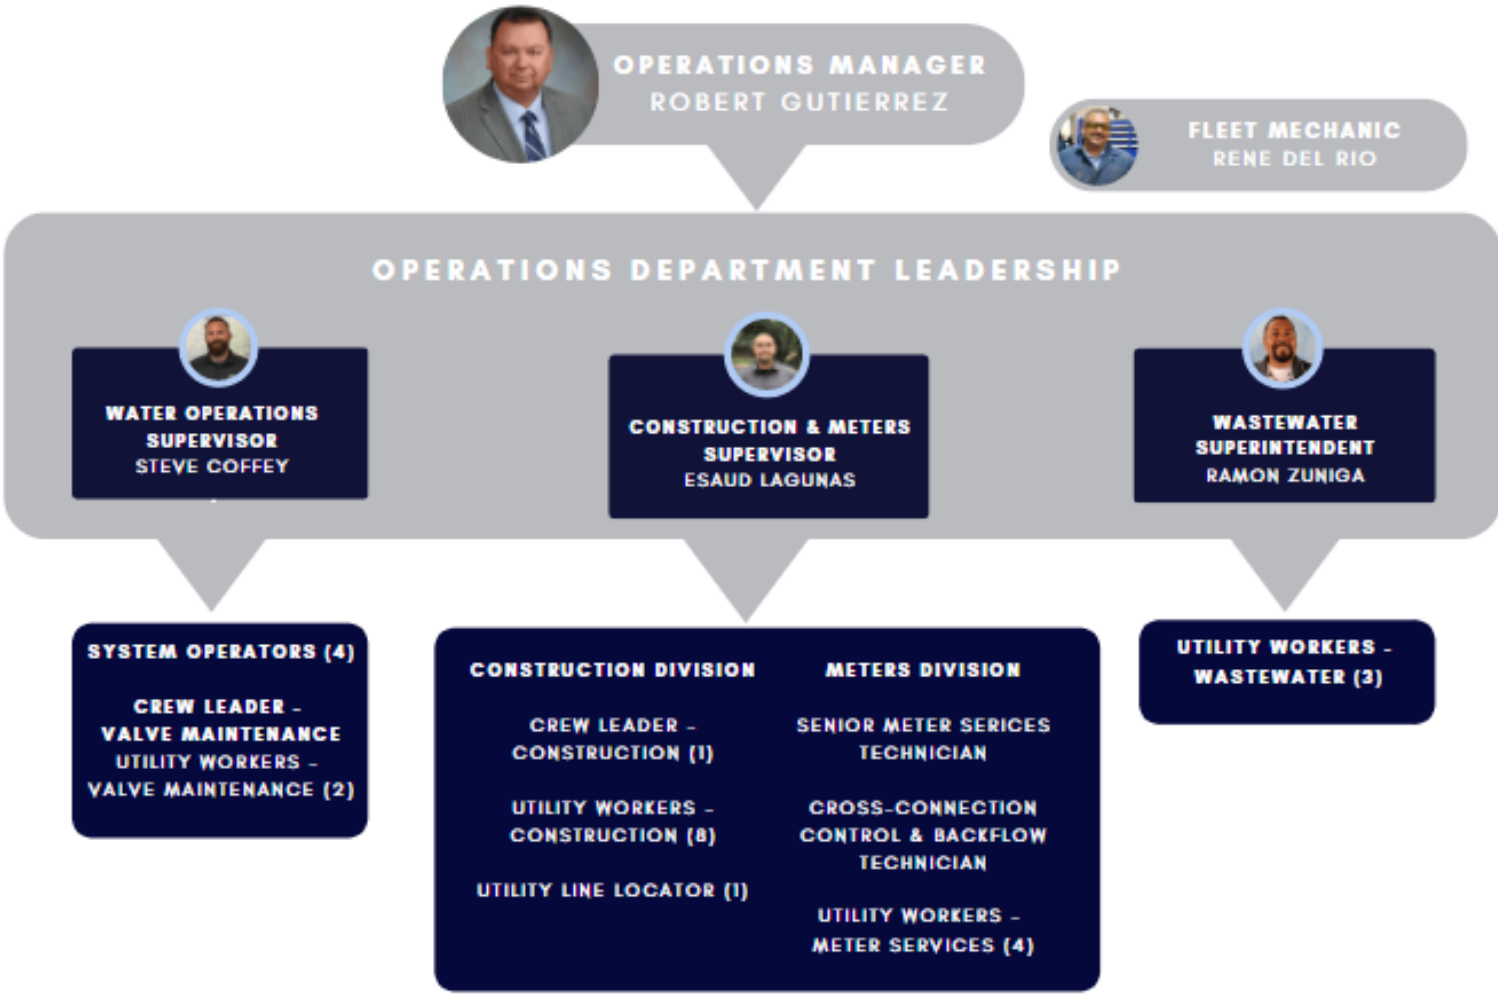 OPERATIONS MANAGER
ROBERT GUTIERREZ
FLEET MECHANIC
RENE DEL RIO
OPERATIONS DEPARTMENT LEADERSHIP
WATER OPERATIONS
SUPERVISOR
STEVE COFFEY
CONSTRUCTION & METERS
SUPERVISOR
ESAUD LAGUNAS
WASTEWATER
SUPERINTENDENT
RAMON ZUNIGA
SYSTEM OPERATORS (4)
CREW LEADER -
VALVE MAINTENANCE
UTILITY WORKERS -
VALVE MAINTENANCE (2)
CONSTRUCTION DIVISION
CREW LEADER -
CONSTRUCTION (1)
UTILITY WORKERS -
CONSTRUCTION (8)
UTILITY LINE LOCATOR (1)
METERS DIVISION
SENIOR METER SERICES
TECHNICIAN
CROSS-CONNECTION
CONTROL & BACKFLOW
TECHNICIAN
UTILITY WORKERS -
METER SERVICES (4)
UTILITY WORKERS -
WASTEWATER (3)